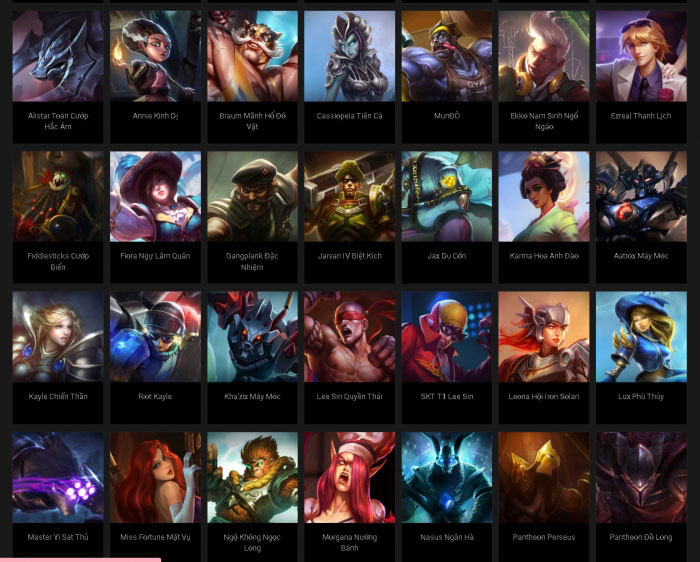 Alistar Toán Cướp
Hắc Ám
Annie Kinh Dị
Braum Mãnh Hổ Đồ
Vật
Cassiopeia Tiên Cá
MunĐÔ
Ekko Nam Sinh Ngổ
Ngáo
Ezreal Thanh Lịch
Fiddlesticks Cướp
Biển
Fiora Ngự Lâm Quân
Gangplank Đặc
Nhiệm
Jarvan IV Biệt Kích
Jax Du Côn
Karma Hoa Anh Đào
Aatrox Máy Móc
Kayle Chiến Thần
Riot Kayle
Kha'zix Máy Móc
Lee Sin Quyền Thái
SKT T1 Lee Sin
Leona Hội Iron Solari
Lux Phù Thủy
Master Yi Sát Thủ
Miss Fortune Mật Vụ
Ngộ Không Ngọc
Long
Morgana Nướng
Bánh
Nasus Ngân Hà
Pantheon Perseus
Pantheon Đồ Long